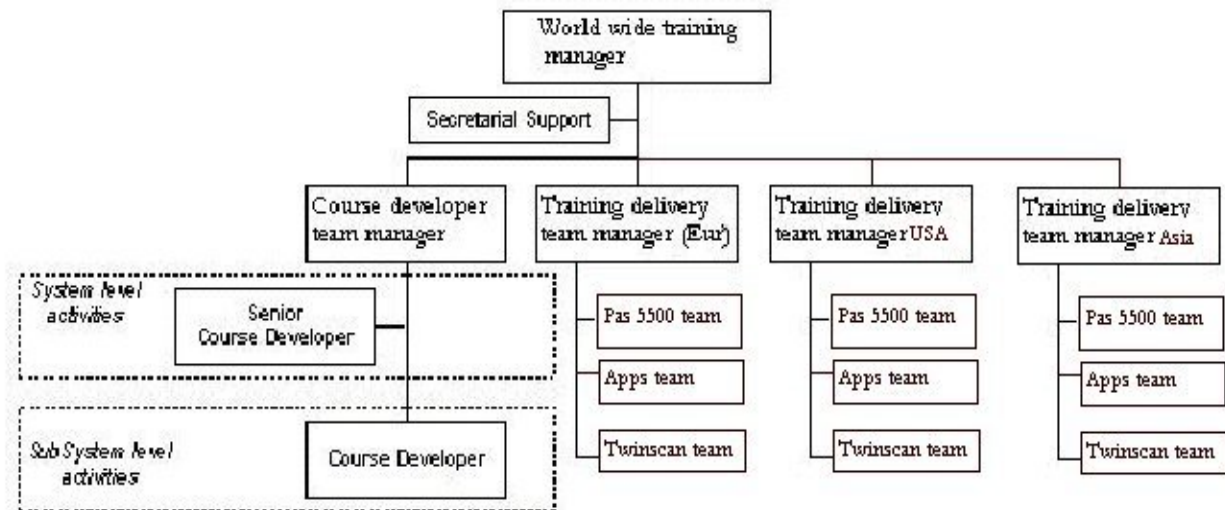 World wide training
manager
Secretarial Support
Course developer
team manager
Training delivery
team manager (Eur)
Training delivery
team manager USA
Training delivery
team manager Asia
System level
activities
Senior
Course Developer
Pas 5500 team
Apps team
Twinscan team
Pas 5500 team
Apps team
Twinscan team
Pas 5500 team
Apps team
Twinscan team
Sub System level
activities
Course Developer